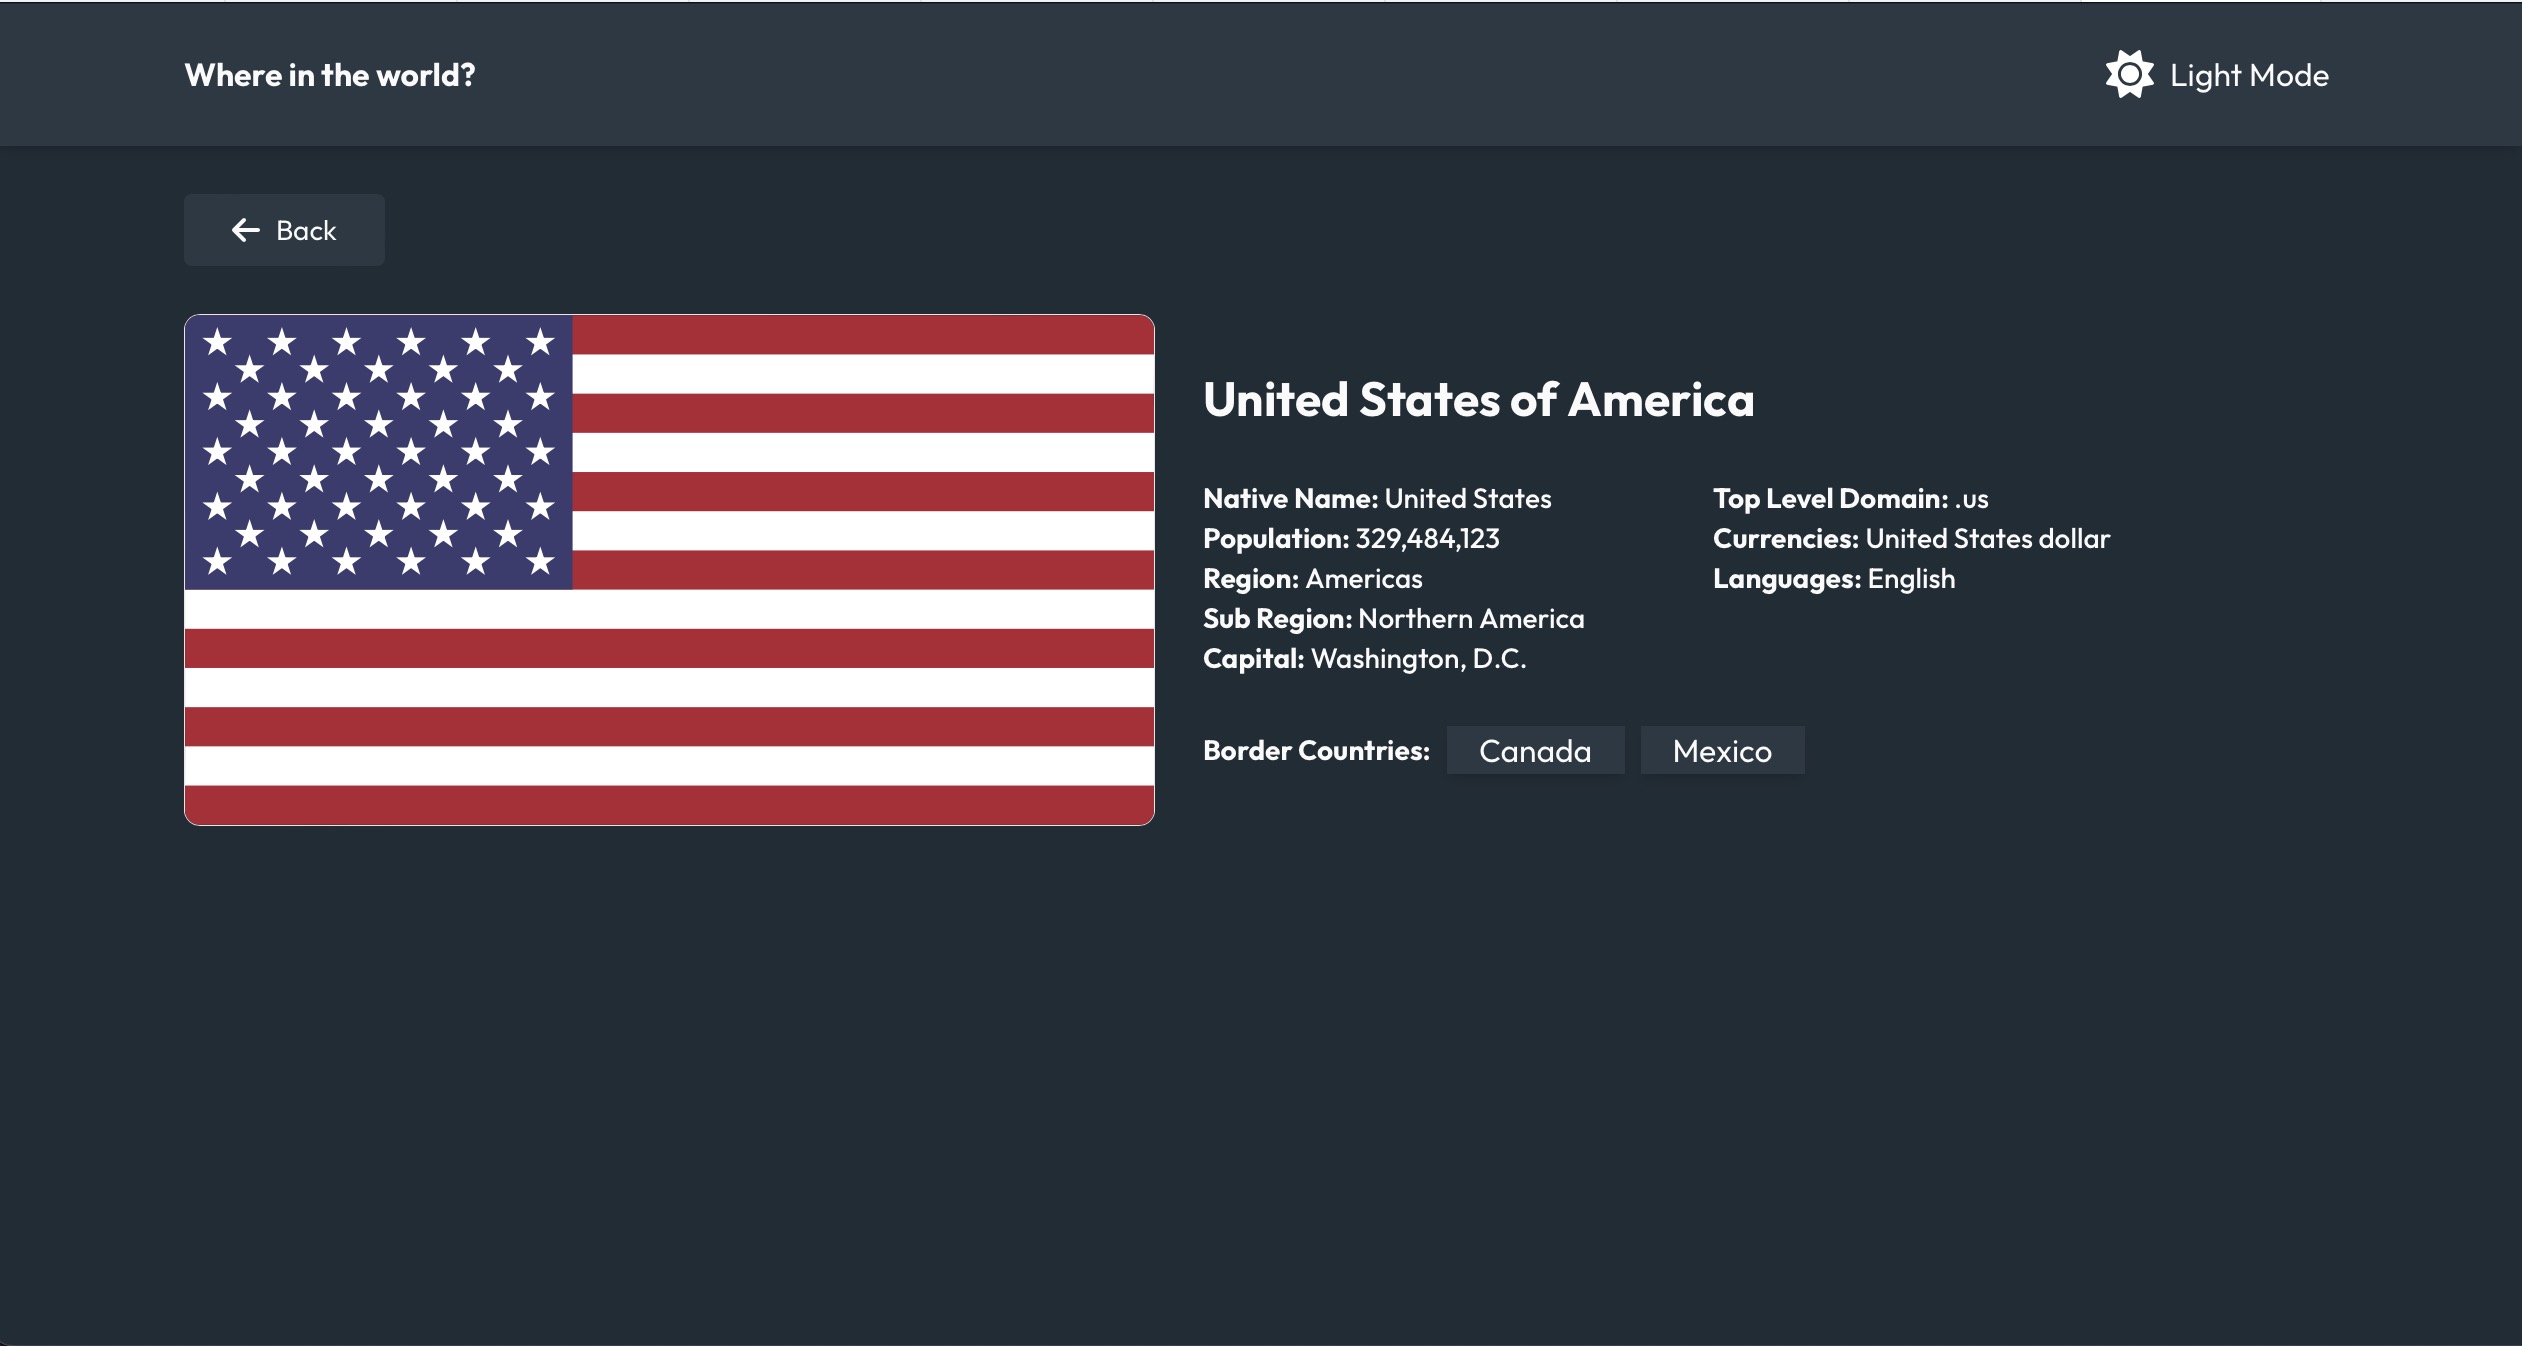 Where in the world?
Light Mode
Back
United States of America
Native Name: United States
Population: 329,484,123
Region: Americas
Sub Region: Northern America
Capital: Washington, D.C.
Top Level Domain: .us
Currencies: United States dollar
Languages: English
Border Countries: Canada Mexico